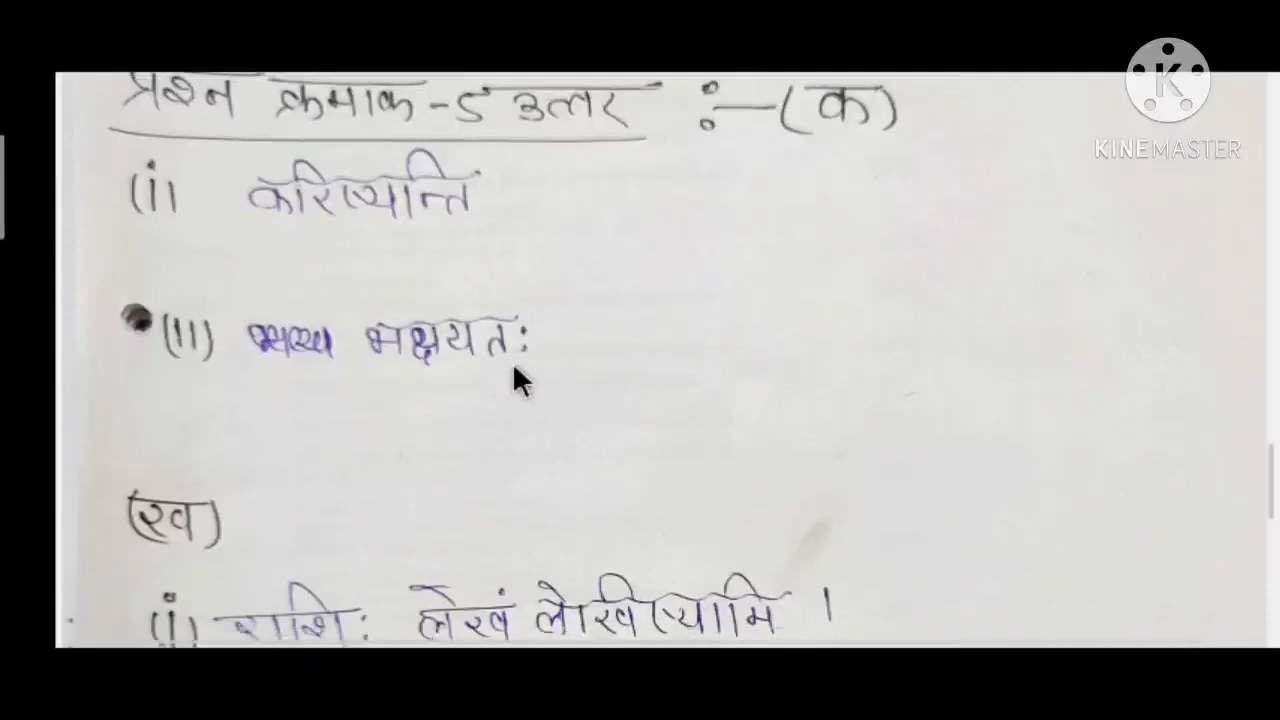 KINEMASTER
प्रश्न क्रमाक-5 उत्तर :-(क)
(i) करिष्यन्ति
(ii) भक्षयतः
(ख)
(i) राशिः लेखं लेखिष्यामि ।